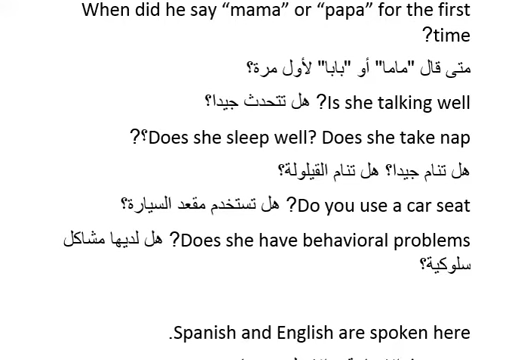 When did he say “mama” or “papa” for the first
time?
متى قال "ماما" أو "بابا" لأول مرة؟
Is she talking well? هل تتحدث جيدا؟
Does she sleep well? Does she take nap?؟
هل تنام جيدا؟ هل تنام القيلولة؟
Do you use a car seat? هل تستخدم مقعد السيارة؟
Does she have behavioral problems? هل لديها مشاكل
سلوكية؟
Spanish and English are spoken here.